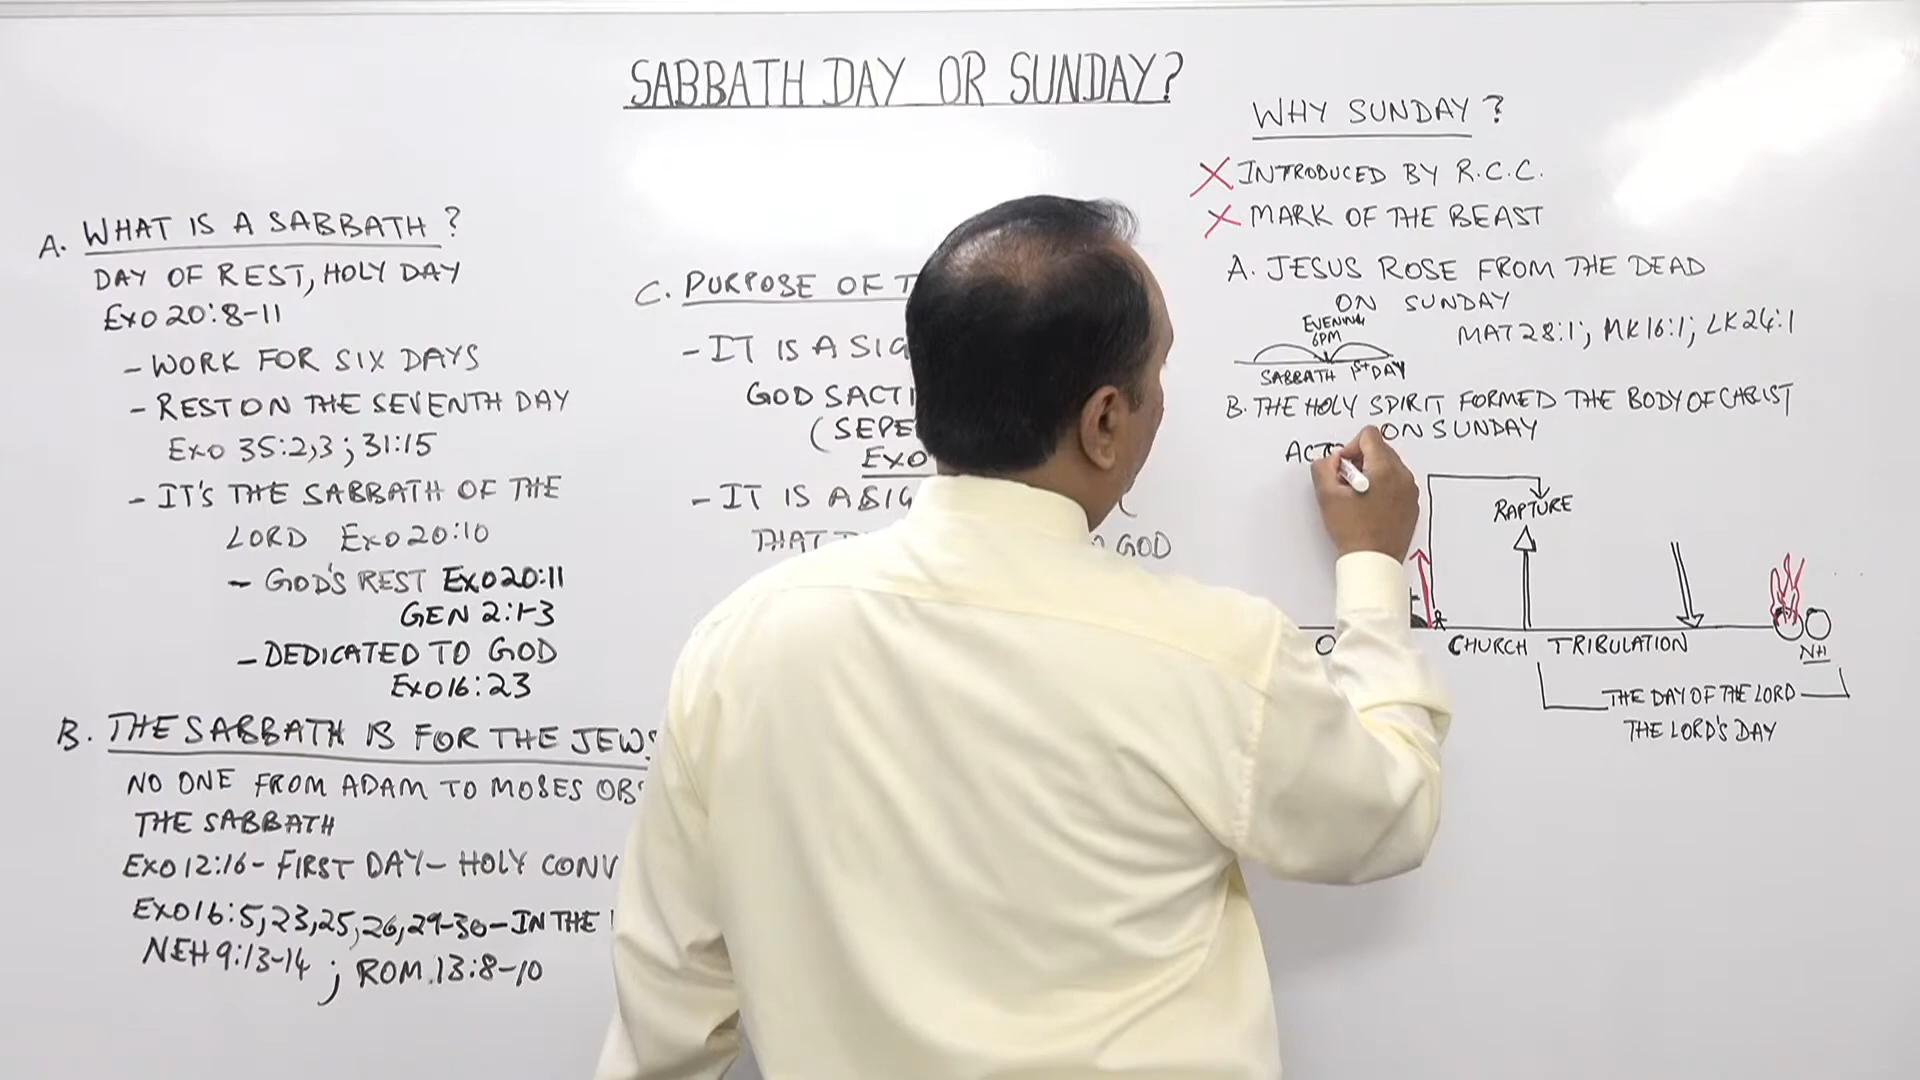 SABBATH DAY OR SUNDAY?
A. WHAT IS A SABBATH?
DAY OF REST, HOLY DAY
EXO 20:8-11
- WORK FOR SIX DAYS
- REST ON THE SEVENTH DAY
EXO 35:2,3; 31:15
- IT'S THE SABBATH OF THE
LORD EXO 20:10
- GOD'S REST EXO 20:11
GEN 2:1-3
- DEDICATED TO GOD
EXO 16:23
B. THE SABBATH IS FOR THE JEWS
NO ONE FROM ADAM TO MOSES
THE SABBATH
EXO 12:16 - FIRST DAY - HOLY
EXO 16:5,23,25,26,29-30 - IN THE
NEH 9:13-14; ROM.13:8-10
C. PURPOSE OF
- IT IS A
GOD
EXO
- IT IS A
GOD
WHY SUNDAY?
X INTRODUCED BY R.C.C.
X MARK OF THE BEAST
A. JESUS ROSE FROM THE DEAD
ON SUNDAY
MAT 28:1; MK 16:1; LK 24:1
EVENING
6PM
SABBATH 1st DAY
B. THE HOLY SPIRIT FORMED THE BODY OF CHRIST
ON SUNDAY
RAPTURE
CHURCH TRIBULATION
NH
THE DAY OF THE LORD
THE LORD'S DAY